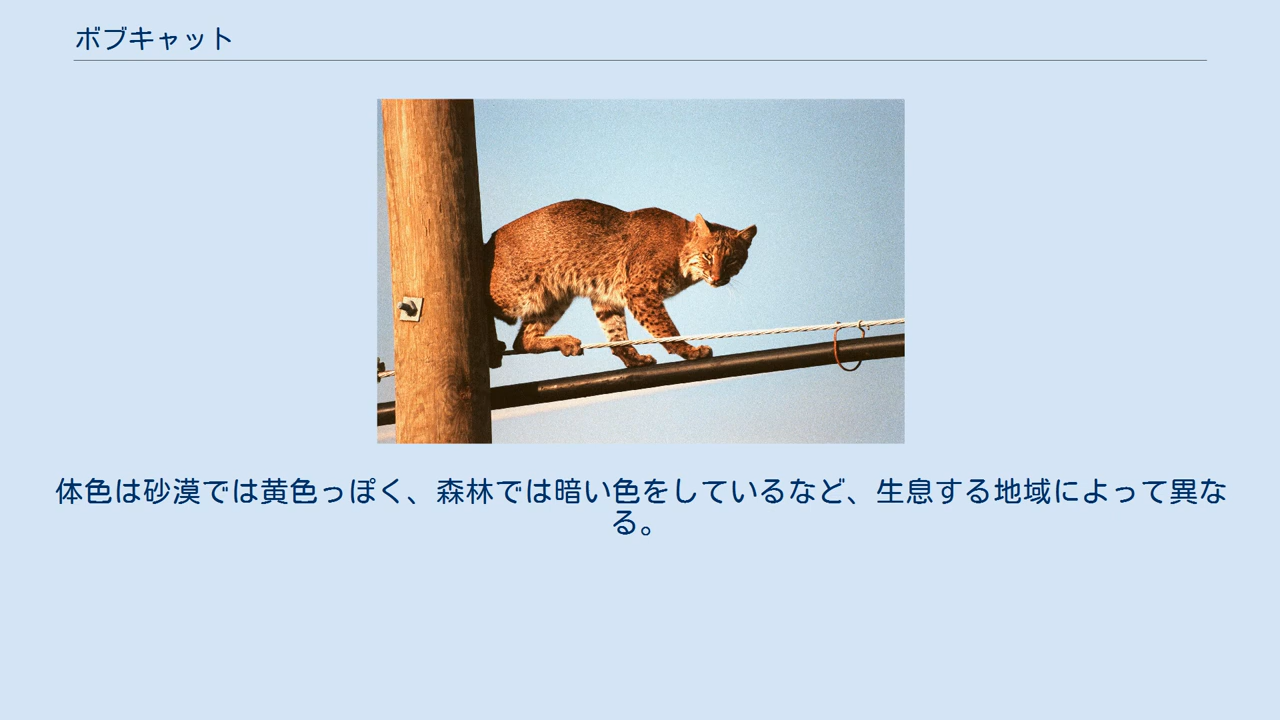 ボブキャット
体色は砂漠では黄色っぽく、森林では暗い色をしているなど、生息する地域によって異な
る。